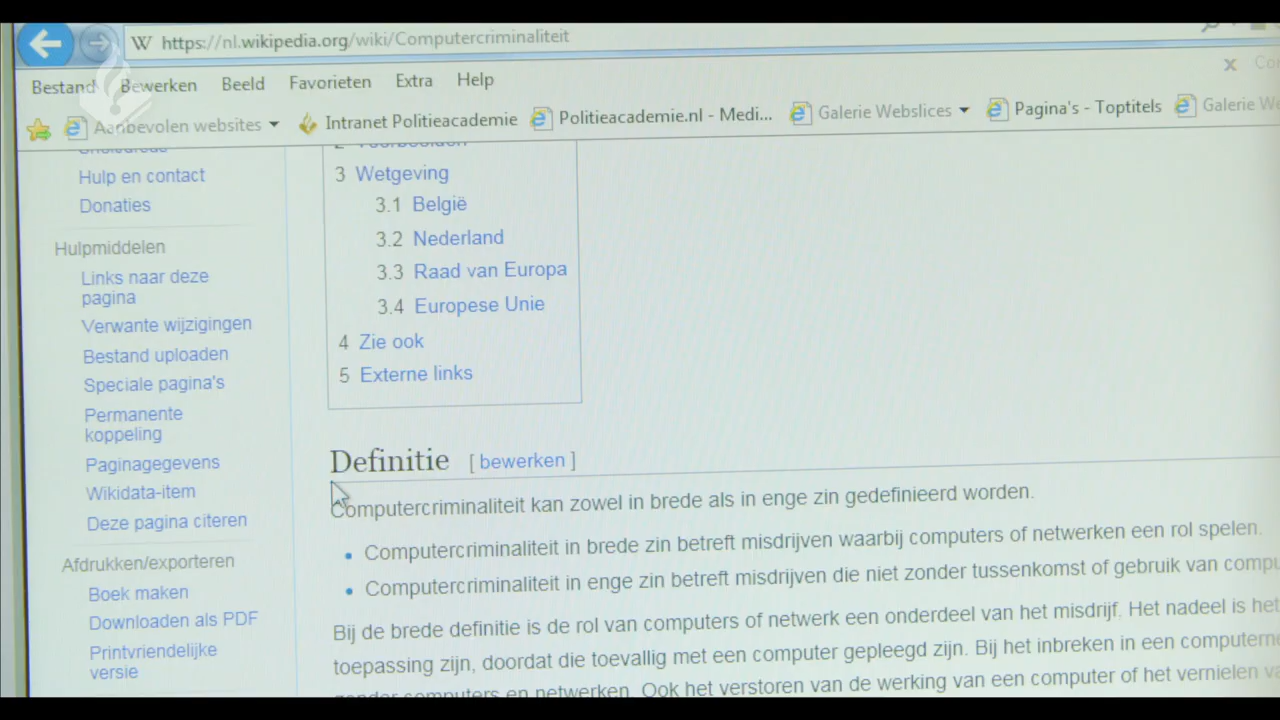 W https://nl.wikipedia.org/wiki/Computercriminaliteit
Bestand Bewerken Beeld Favorieten Extra Help
Aanbevolen websites Intranet Politieacademie Politieacademie.nl - Medi... Galerie Webslices Pagina's - Toptitels Galerie
Hulp en contact
Donaties
Hulpmiddelen
Links naar deze
pagina
Verwante wijzigingen
Bestand uploaden
Speciale pagina's
Permanente
koppeling
Paginagegevens
Wikidata-item
Deze pagina citeren
Afdrukken/exporteren
Boek maken
Downloaden als PDF
Printvriendelijke
versie
3 Wetgeving
3.1 België
3.2 Nederland
3.3 Raad van Europa
3.4 Europese Unie
4 Zie ook
5 Externe links
Definitie [ bewerken ]
Computercriminaliteit kan zowel in brede als in enge zin gedefinieerd worden.
• Computercriminaliteit in brede zin betreft misdrijven waarbij computers of netwerken een rol spelen.
• Computercriminaliteit in enge zin betreft misdrijven die niet zonder tussenkomst of gebruik van compu
Bij de brede definitie is de rol van computers of netwerk een onderdeel van het misdrijf. Het nadeel is het
toepassing zijn, doordat die toevallig met een computer gepleegd zijn. Bij het inbreken in een computerne
zonder computers en netwerken. Ook het verstoren van de werking van een computer of het vernielen va